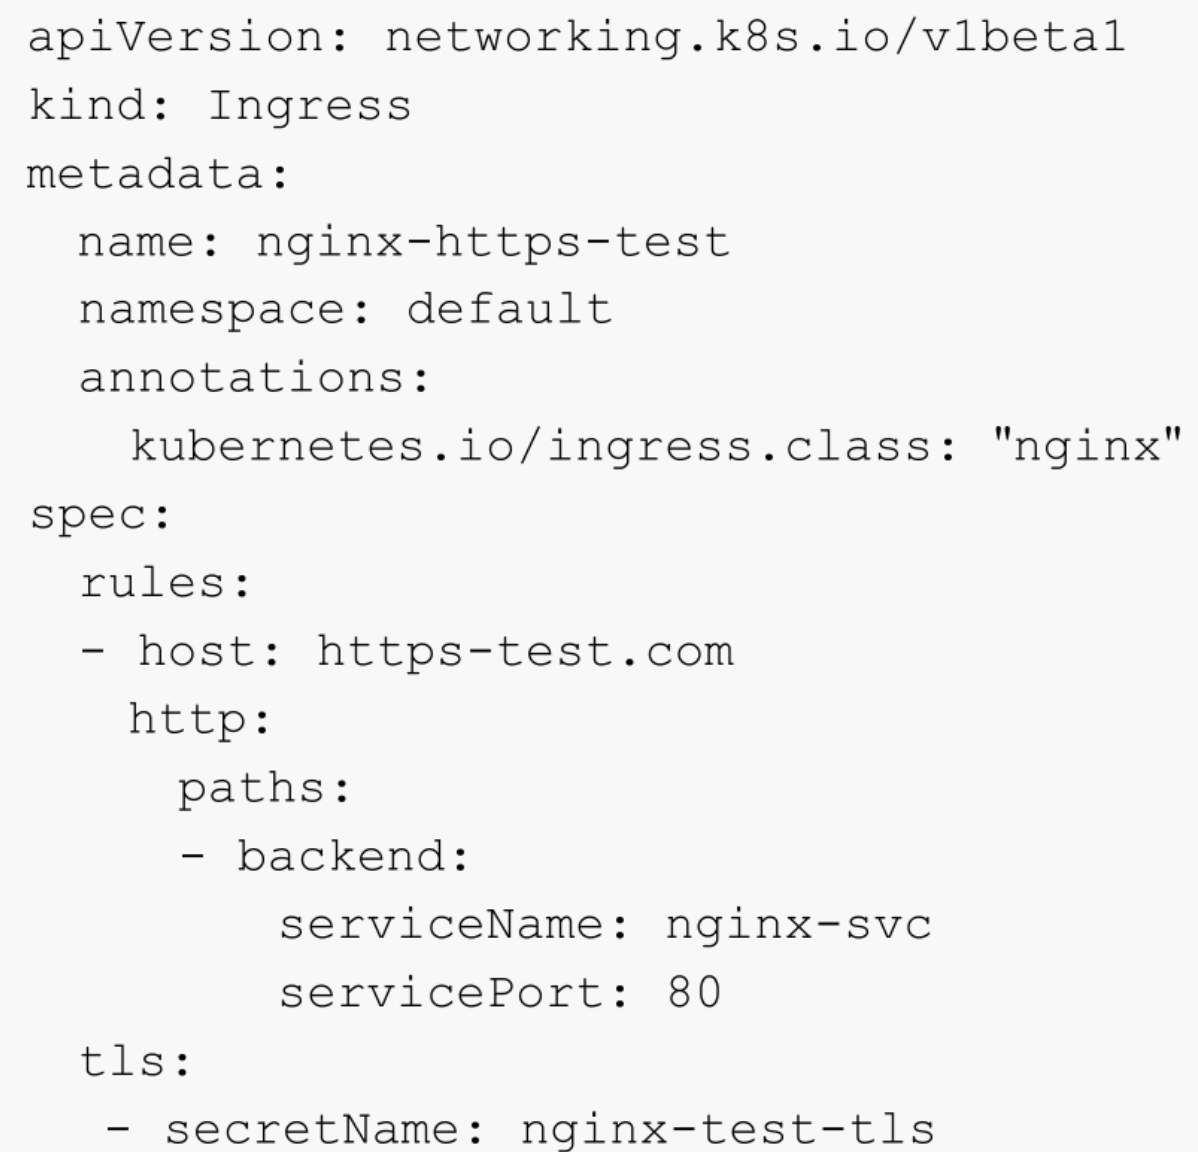 apiVersion: networking.k8s.io/v1beta1
kind: Ingress
metadata:
  name: nginx-https-test
  namespace: default
  annotations:
    kubernetes.io/ingress.class: "nginx"
spec:
  rules:
  - host: https-test.com
    http:
      paths:
      - backend:
          serviceName: nginx-svc
          servicePort: 80
  tls:
   - secretName: nginx-test-tls